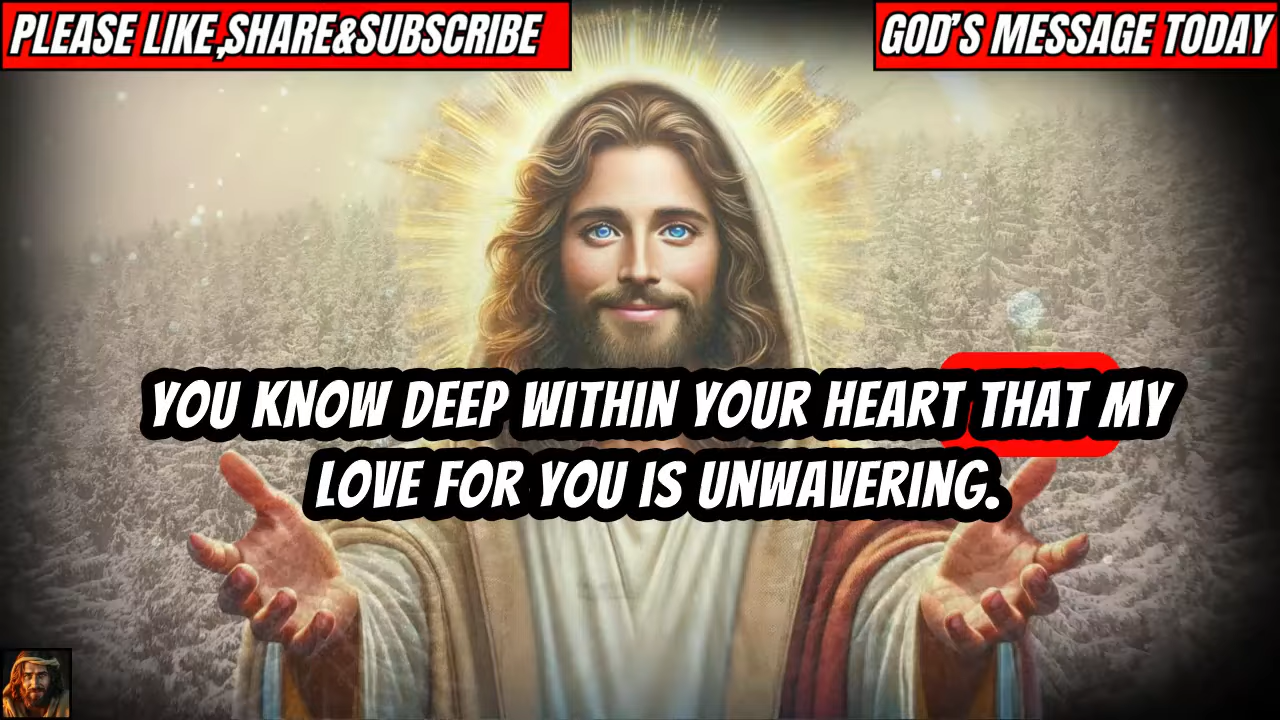 PLEASE LIKE,SHARE&SUBSCRIBE
GOD'S MESSAGE TODAY
YOU KNOW DEEP WITHIN YOUR HEART THAT MY
LOVE FOR YOU IS UNWAVERING.